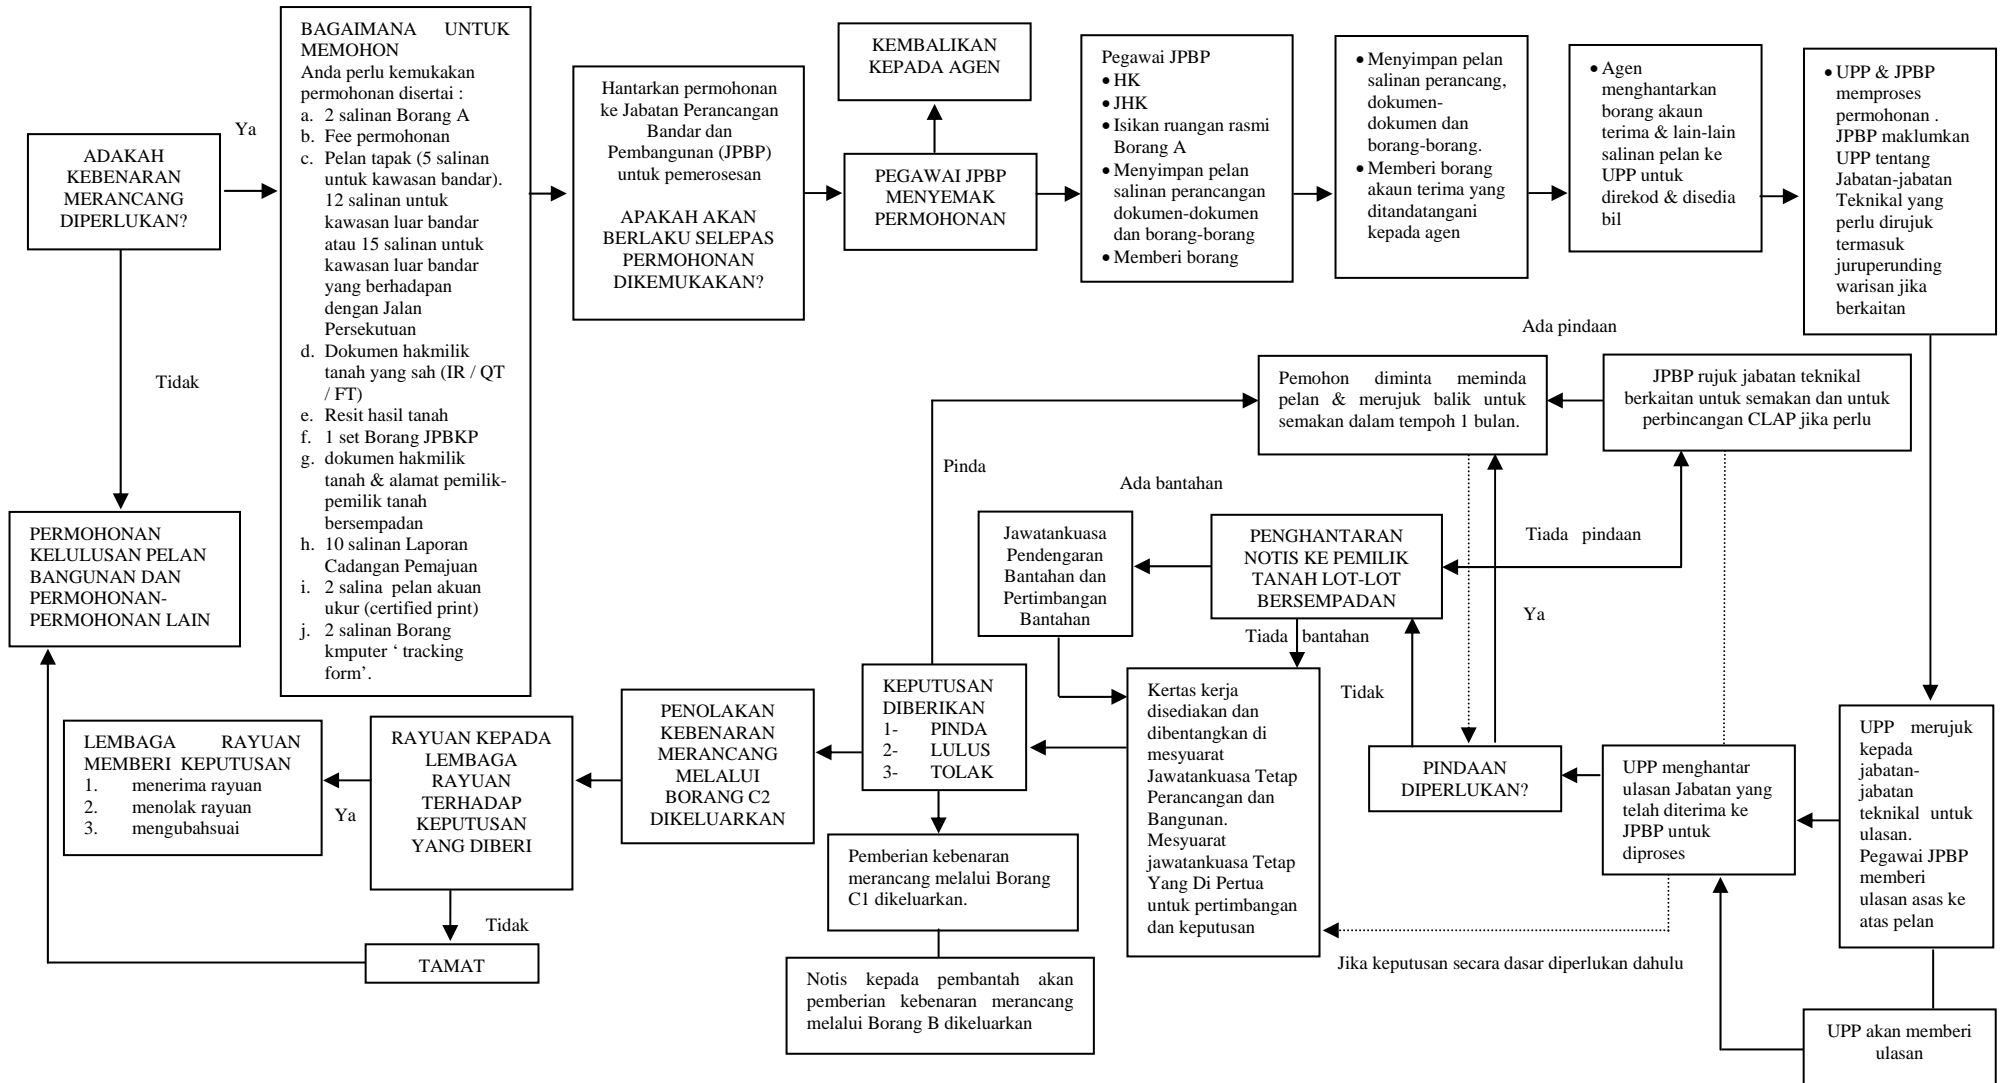 ADAKAH
KEBENARAN
MERANCANG
DIPERLUKAN?
Ya
Tidak
PERMOHONAN
KELULUSAN PELAN
BANGUNAN DAN
PERMOHONAN-
PERMOHONAN LAIN
BAGAIMANA UNTUK
MEMOHON
Anda perlu kemukakan
permohonan disertai :
a. 2 salinan Borang A
b. Fee permohonan
c. Pelan tapak (5 salinan
untuk kawasan bandar).
12 salinan untuk
kawasan luar bandar
atau 15 salinan untuk
kawasan luar bandar
yang berhadapan
dengan Jalan
Persekutuan
d. Dokumen hakmilik
tanah yang sah (IR / QT
/ FT)
e. Resit hasil tanah
f. 1 set Borang JPBKP
g. dokumen hakmilik
tanah & alamat pemilik-
pemilik tanah
bersempadan
h. 10 salinan Laporan
Cadangan Pemajuan
i. 2 salina pelan akuan
ukur (certified print)
j. 2 salinan Borang
kmputer ‘ tracking
form’.
Hantarkan permohonan
ke Jabatan Perancangan
Bandar dan
Pembangunan (JPBP)
untuk pemerosesan
APAKAH AKAN
BERLAKU SELEPAS
PERMOHONAN
DIKEMUKAKAN?
KEMBALIKAN
KEPADA AGEN
PEGAWAI JPBP
MENYEMAK
PERMOHONAN
Pegawai JPBP
• HK
• JHK
• Isikan ruangan rasmi
Borang A
• Menyimpan pelan
salinan perancangan
dokumen-dokumen
dan borang-borang
• Memberi borang
• Menyimpan pelan
salinan perancang,
dokumen-
dokumen dan
borang-borang.
• Memberi borang
akaun terima yang
ditandatangani
kepada agen
• Agen
menghantarkan
borang akaun
terima & lain-lain
salinan pelan ke
UPP untuk
direkod & disedia
bil
• UPP & JPBP
memproses
permohonan .
JPBP maklumkan
UPP tentang
Jabatan-jabatan
Teknikal yang
perlu dirujuk
termasuk
juruperunding
warisan jika
berkaitan
Ada pindaan
Pemohon diminta meminda
pelan & merujuk balik untuk
semakan dalam tempoh 1 bulan.
JPBP rujuk jabatan teknikal
berkaitan untuk semakan dan untuk
perbincangan CLAP jika perlu
Pinda
Ada bantahan
Jawatankuasa
Pendengaran
Bantahan dan
Pertimbangan
Bantahan
PENGHANTARAN
NOTIS KE PEMILIK
TANAH LOT-LOT
BERSEMPADAN
Tiada pindaan
Ya
Tiada bantahan
Tidak
KEPUTUSAN
DIBERIKAN
1- PINDA
2- LULUS
3- TOLAK
Kertas kerja
disediakan dan
dibentangkan di
mesyuarat
Jawatankuasa Tetap
Perancangan dan
Bangunan.
Mesyuarat
jawatankuasa Tetap
Yang Di Pertua
untuk pertimbangan
dan keputusan
PINDAAN
DIPERLUKAN?
UPP menghantar
ulasan Jabatan yang
telah diterima ke
JPBP untuk
diproses
UPP merujuk
kepada
jabatan-
jabatan
teknikal untuk
ulasan.
Pegawai JPBP
memberi
ulasan asas ke
atas pelan
LEMBAGA RAYUAN
MEMBERI KEPUTUSAN
1. menerima rayuan
2. menolak rayuan
3. mengubahsuai
Ya
RAYUAN KEPADA
LEMBAGA
RAYUAN
TERHADAP
KEPUTUSAN
YANG DIBERI
PENOLAKAN
KEBENARAN
MERANCANG
MELALUI
BORANG C2
DIKELUARKAN
Pemberian kebenaran
merancang melalui Borang
C1 dikeluarkan.
Tidak
TAMAT
Notis kepada pembantah akan
pemberian kebenaran merancang
melalui Borang B dikeluarkan
Jika keputusan secara dasar diperlukan dahulu
UPP akan memberi
ulasan